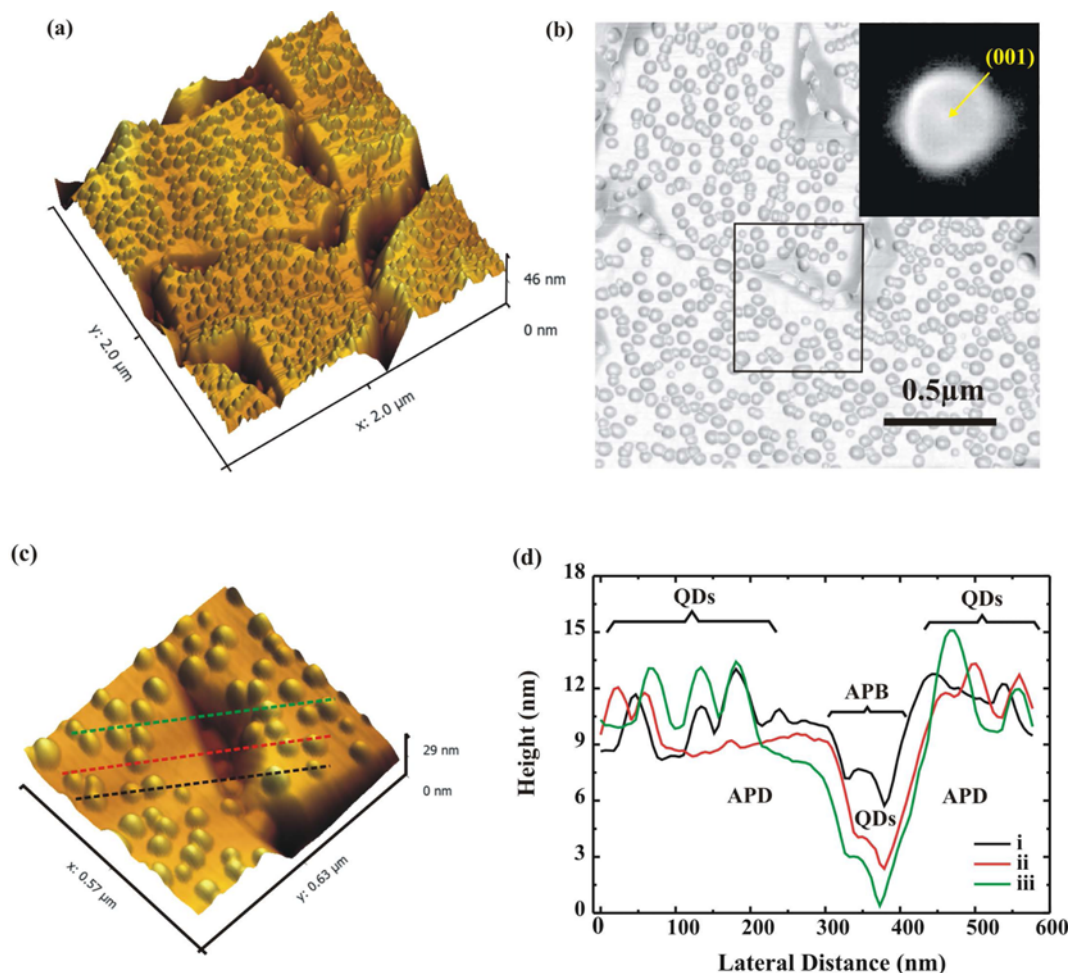 (a)
46 nm
0 nm
y: 2.0 µm
x: 2.0 µm
(b)
(001)
0.5µm
(c)
29 nm
0 nm
x: 0.57 µm
y: 0.63 µm
(d)
18
15
12
9
6
3
0
Height (nm)
QDs
QDs
APB
APD
QDs
APD
i
ii
iii
0 100 200 300 400 500 600
Lateral Distance (nm)